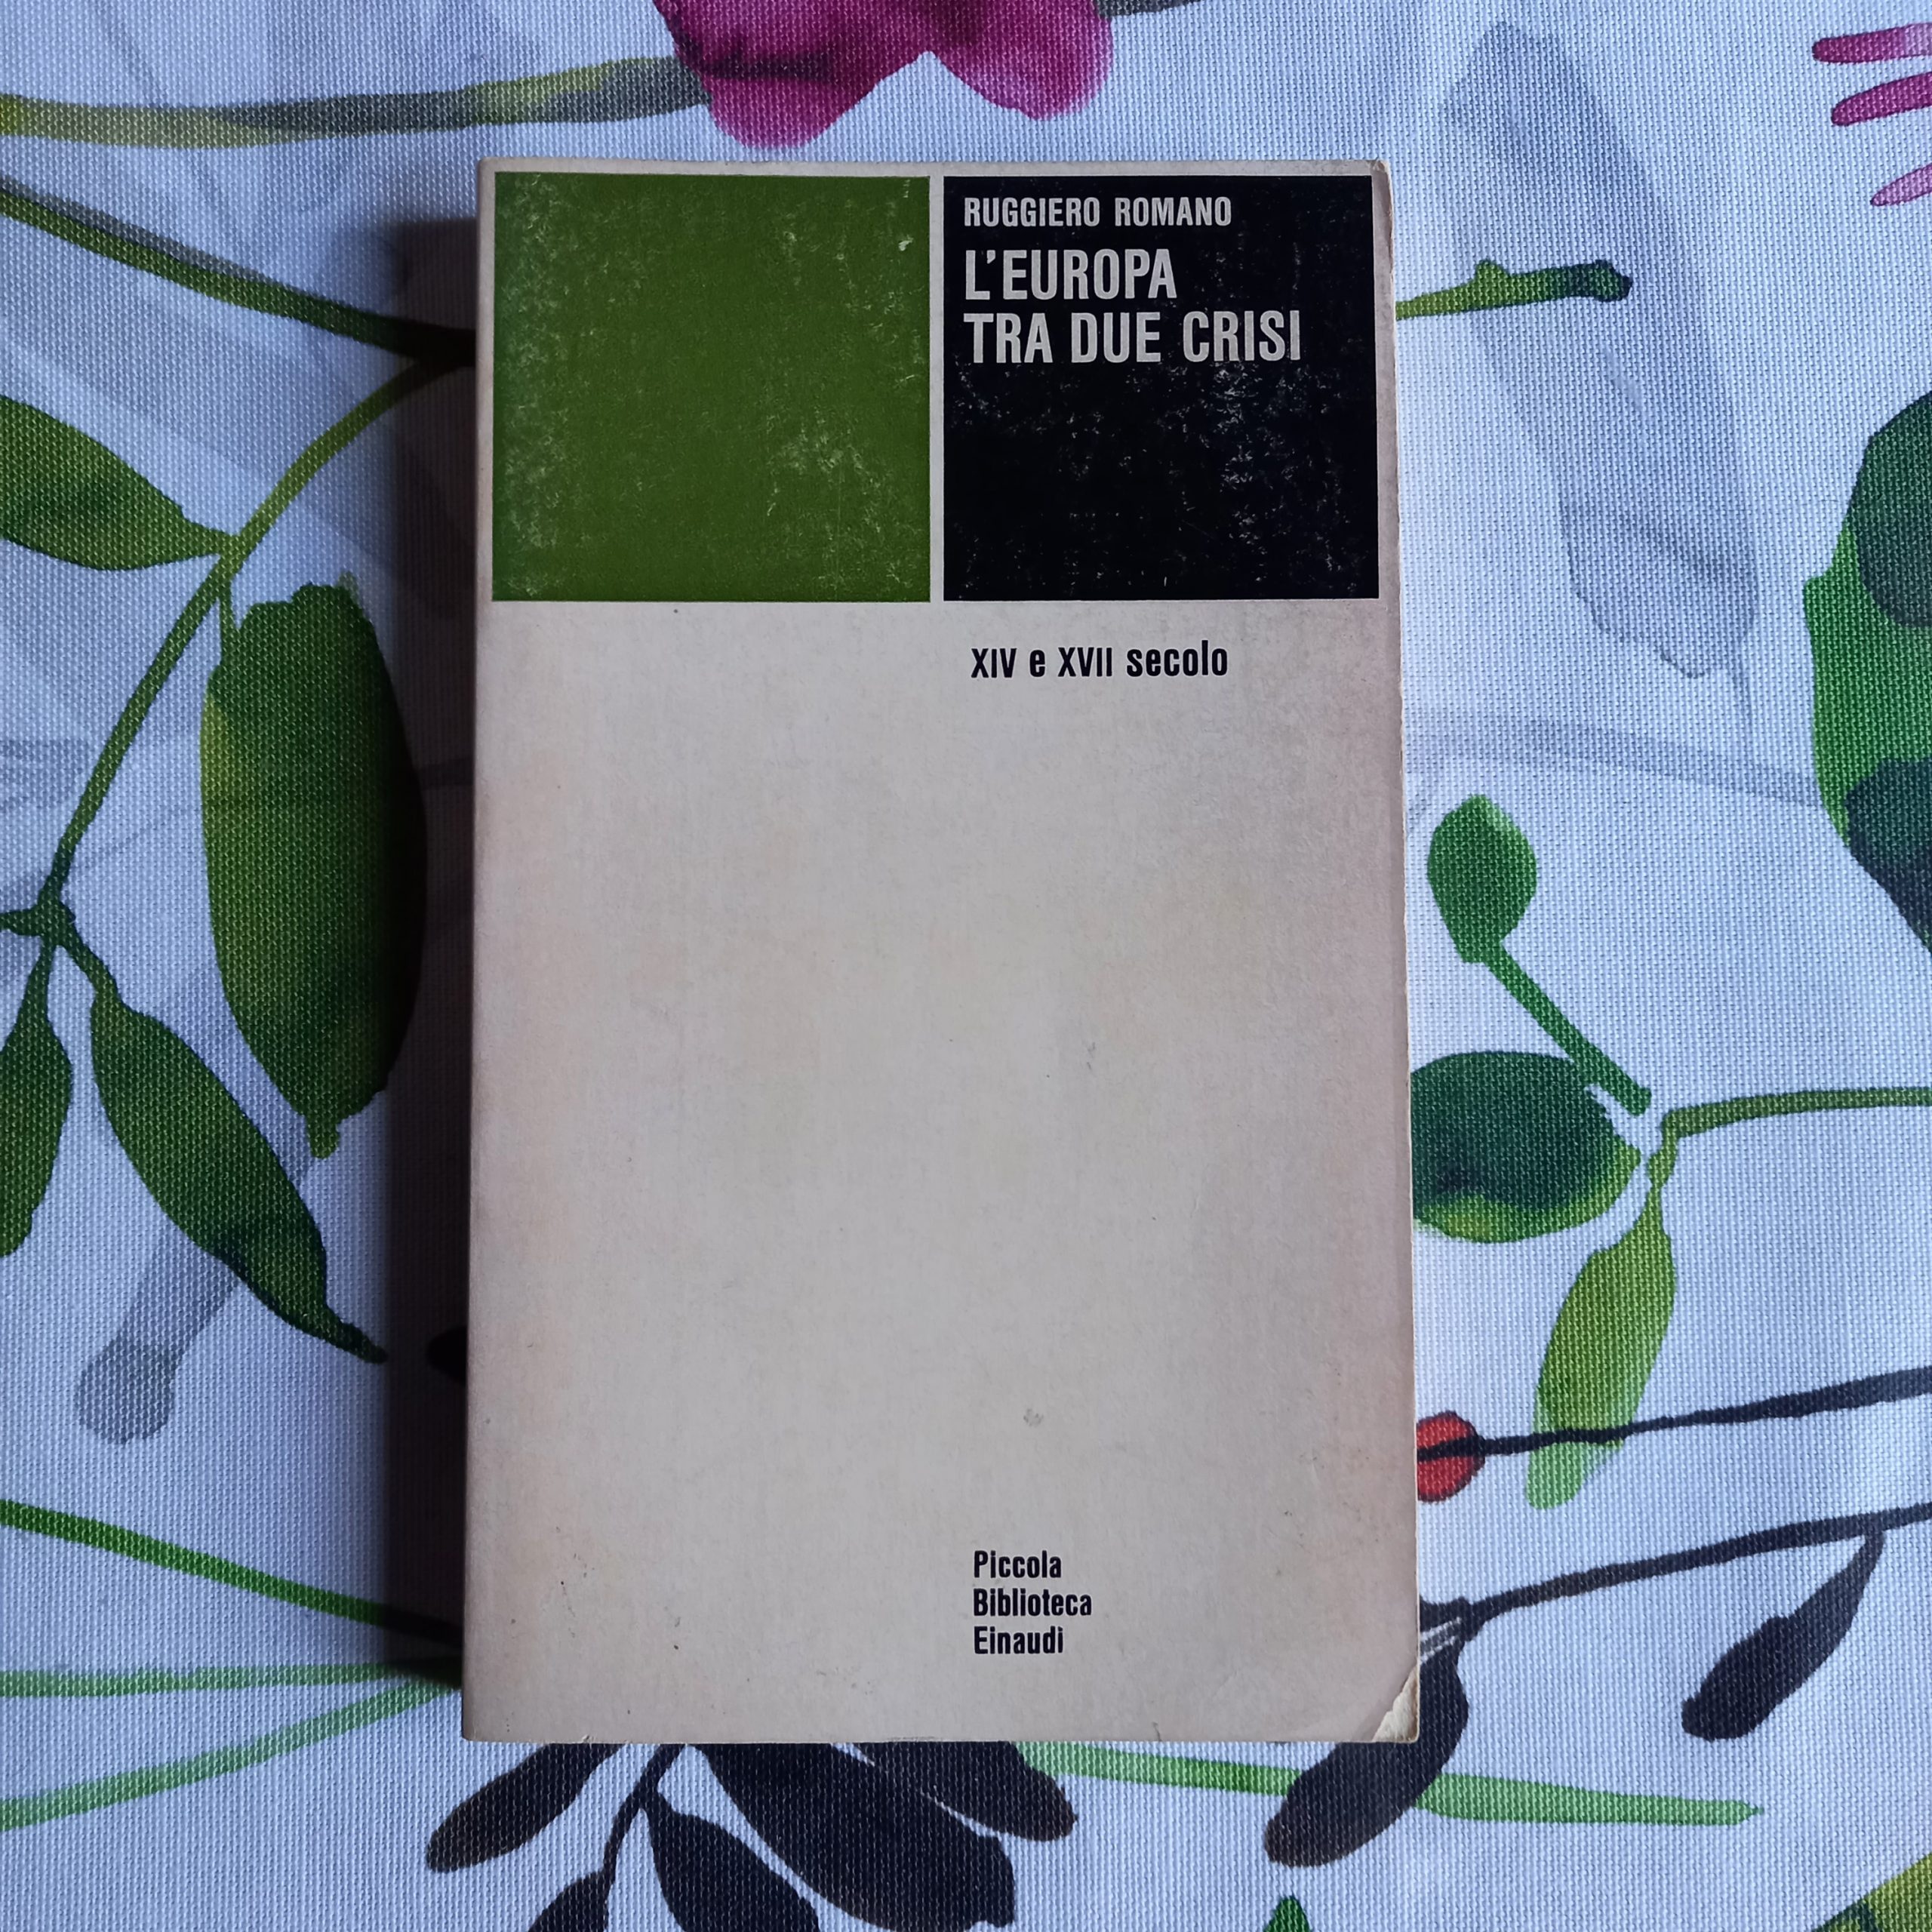 RUGGIERO ROMANO
L'EUROPA
TRA DUE CRISI
XIV e XVII secolo
Piccola
Biblioteca
Einaudi